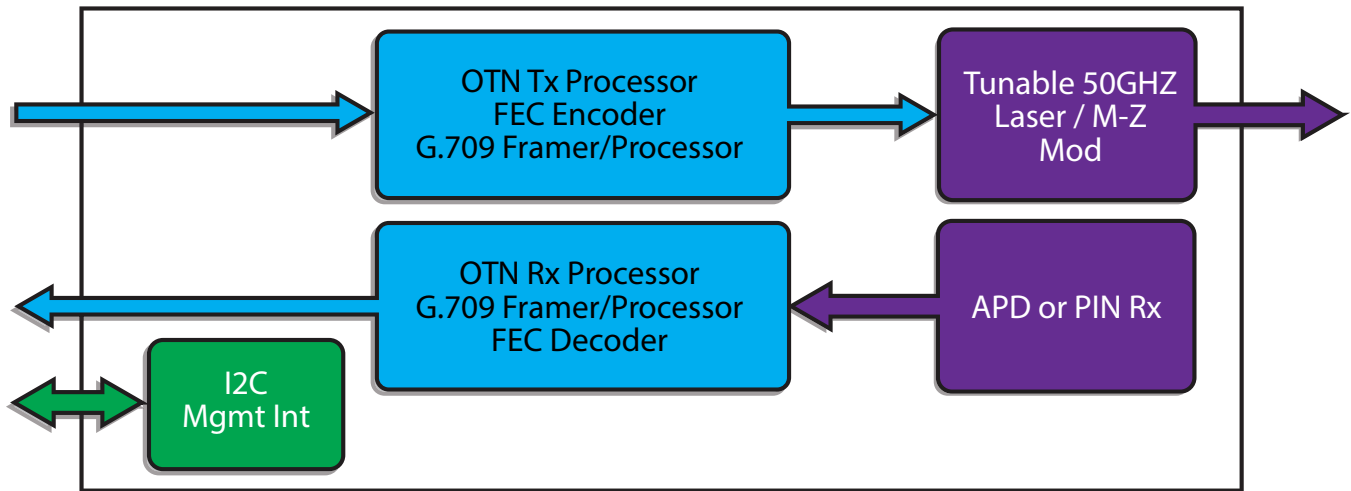 OTN Tx Processor
FEC Encoder
G.709 Framer/Processor
Tunable 50GHZ
Laser / M-Z
Mod
OTN Rx Processor
G.709 Framer/Processor
FEC Decoder
APD or PIN Rx
I2C
Mgmt Int